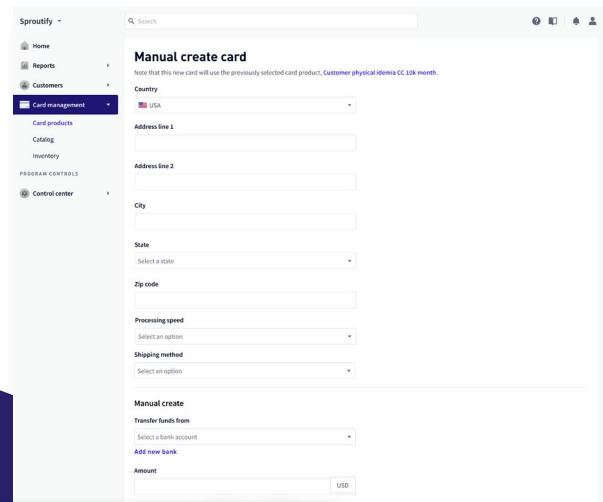 Sproutify
Search
Home
Reports
Customers
Card management
Card products
Catalog
Inventory
PROGRAM CONTROLS
Control center
Manual create card
Note that this new card will use the previously selected card product, Customer physical idemia CC 10k month.
Country
USA
Address line 1
Address line 2
City
State
Select a state
Zip code
Processing speed
Select an option
Shipping method
Select an option
Manual create
Transfer funds from
Select a bank account
Add new bank
Amount
USD